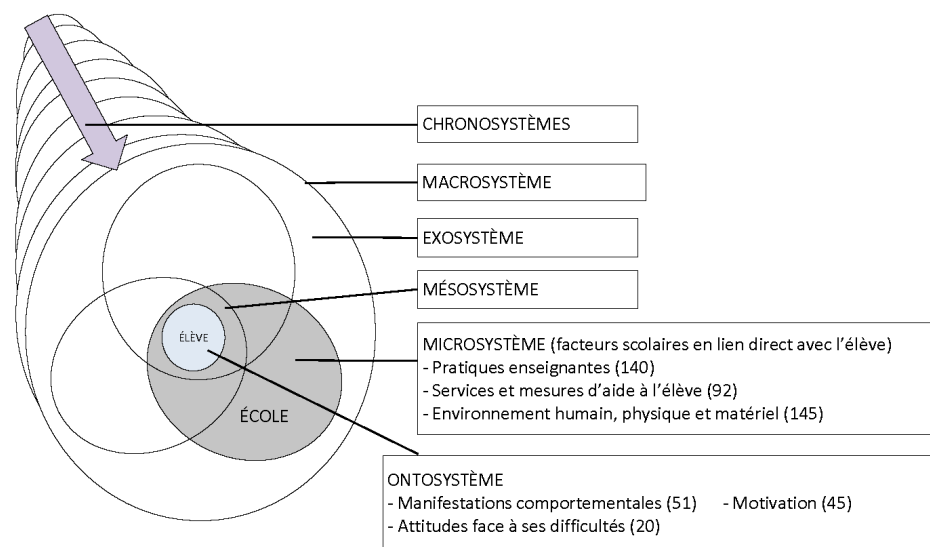 CHRONOSYSTÈMES
MACROSYSTÈME
EXOSYSTÈME
MÉSOSYSTÈME
MICROSYSTÈME (facteurs scolaires en lien direct avec l'élève)
- Pratiques enseignantes (140)
- Services et mesures d'aide à l'élève (92)
- Environnement humain, physique et matériel (145)
ÉLÈVE
ÉCOLE
ONTOSYSTÈME
- Manifestations comportementales (51) - Motivation (45)
- Attitudes face à ses difficultés (20)